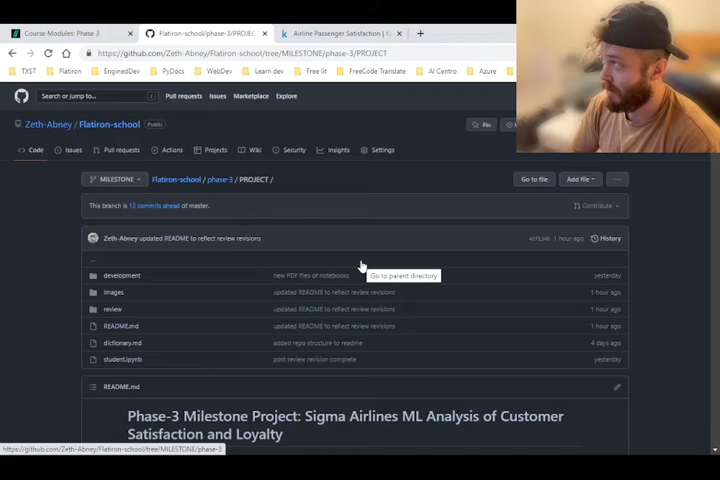 Course Modules: Phase 3
Flatiron-school/phase-3/PROJEC
Airline Passenger Satisfaction | K
https://github.com/Zeth-Abney/Flatiron-school/tree/MILESTONE/phase-3/PROJECT
TXST Flatiron EnginedDev PyDocs WebDev Free lit FreeCode Translate AI Centro Azure
Search or jump to... / Pull requests Issues Marketplace Explore
Zeth-Abney / Flatiron-school Public Pin
Code Issues Pull requests Actions Projects Wiki Security Insights Settings
MILESTONE Flatiron-school / phase-3 / PROJECT / Go to file Add file ...
This branch is 12 commits ahead of master. Contribute
Zeth-Abney updated README to reflect review revisions 1 hour ago History
..
Go to parent directory
development new PDF files of notebooks yesterday
images updated README to reflect review revisions 1 hour ago
review updated README to reflect review revisions 1 hour ago
README.md updated README to reflect review revisions 1 hour ago
dictionary.md added repo structure to readme 4 days ago
student.ipynb post review revision complete yesterday
README.md
Phase-3 Milestone Project: Sigma Airlines ML Analysis of Customer
Satisfaction and Loyalty
https://github.com/Zeth-Abney/Flatiron-school/tree/MILESTONE/phase-3